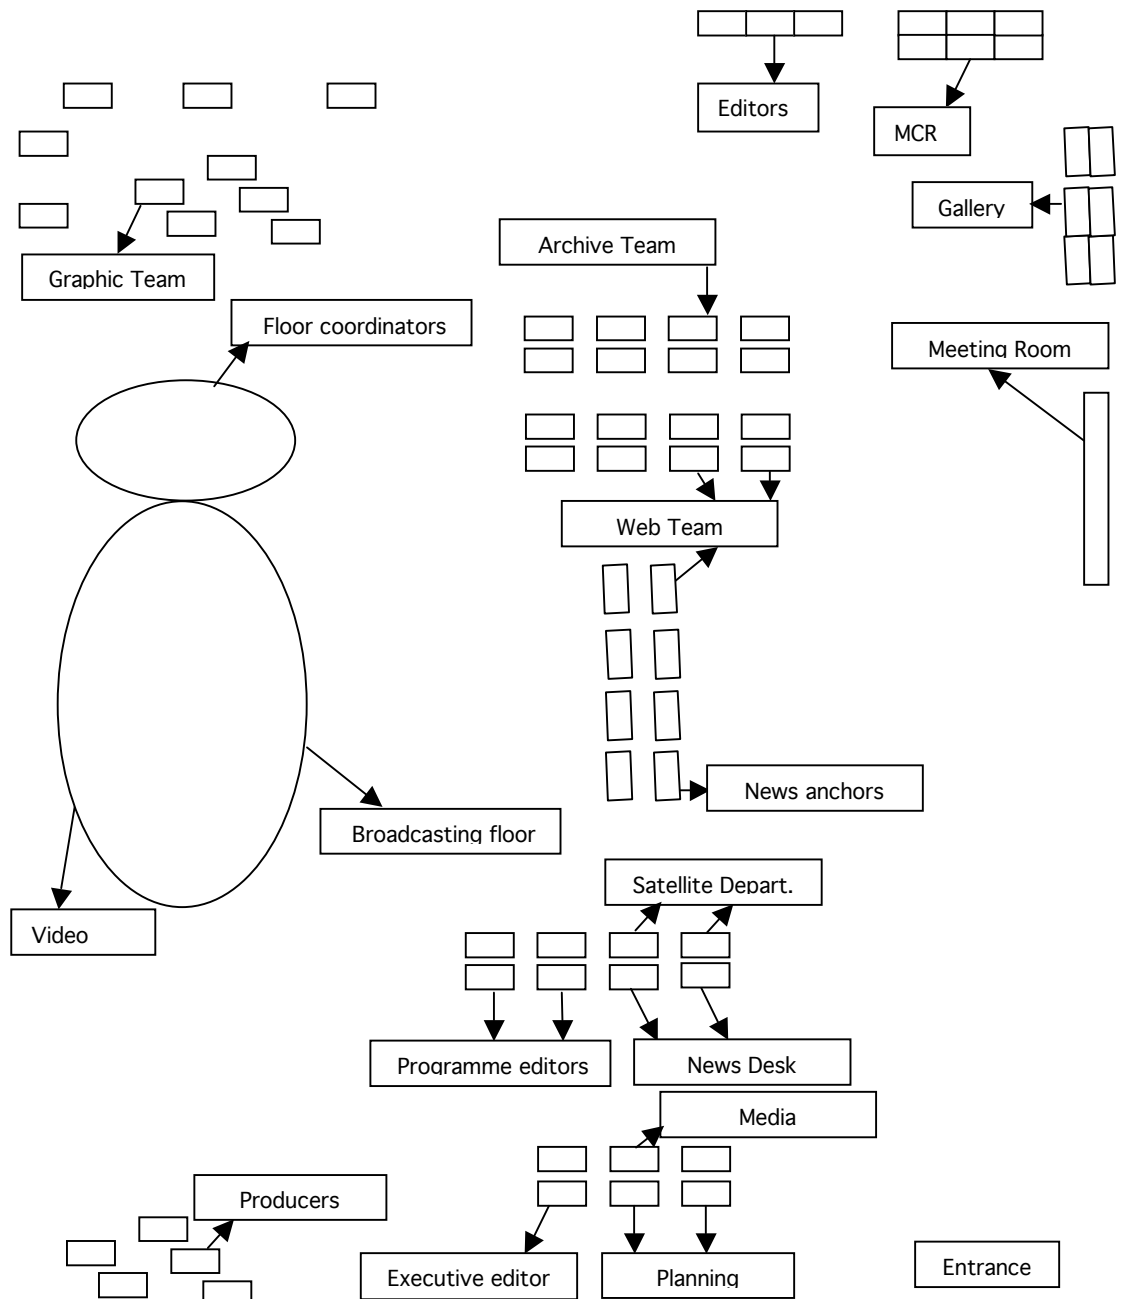 Editors
MCR
Gallery
Archive Team
Graphic Team
Floor coordinators
Meeting Room
Web Team
News anchors
Broadcasting floor
Satellite Depart.
Video
Programme editors
News Desk
Media
Producers
Executive editor
Planning
Entrance